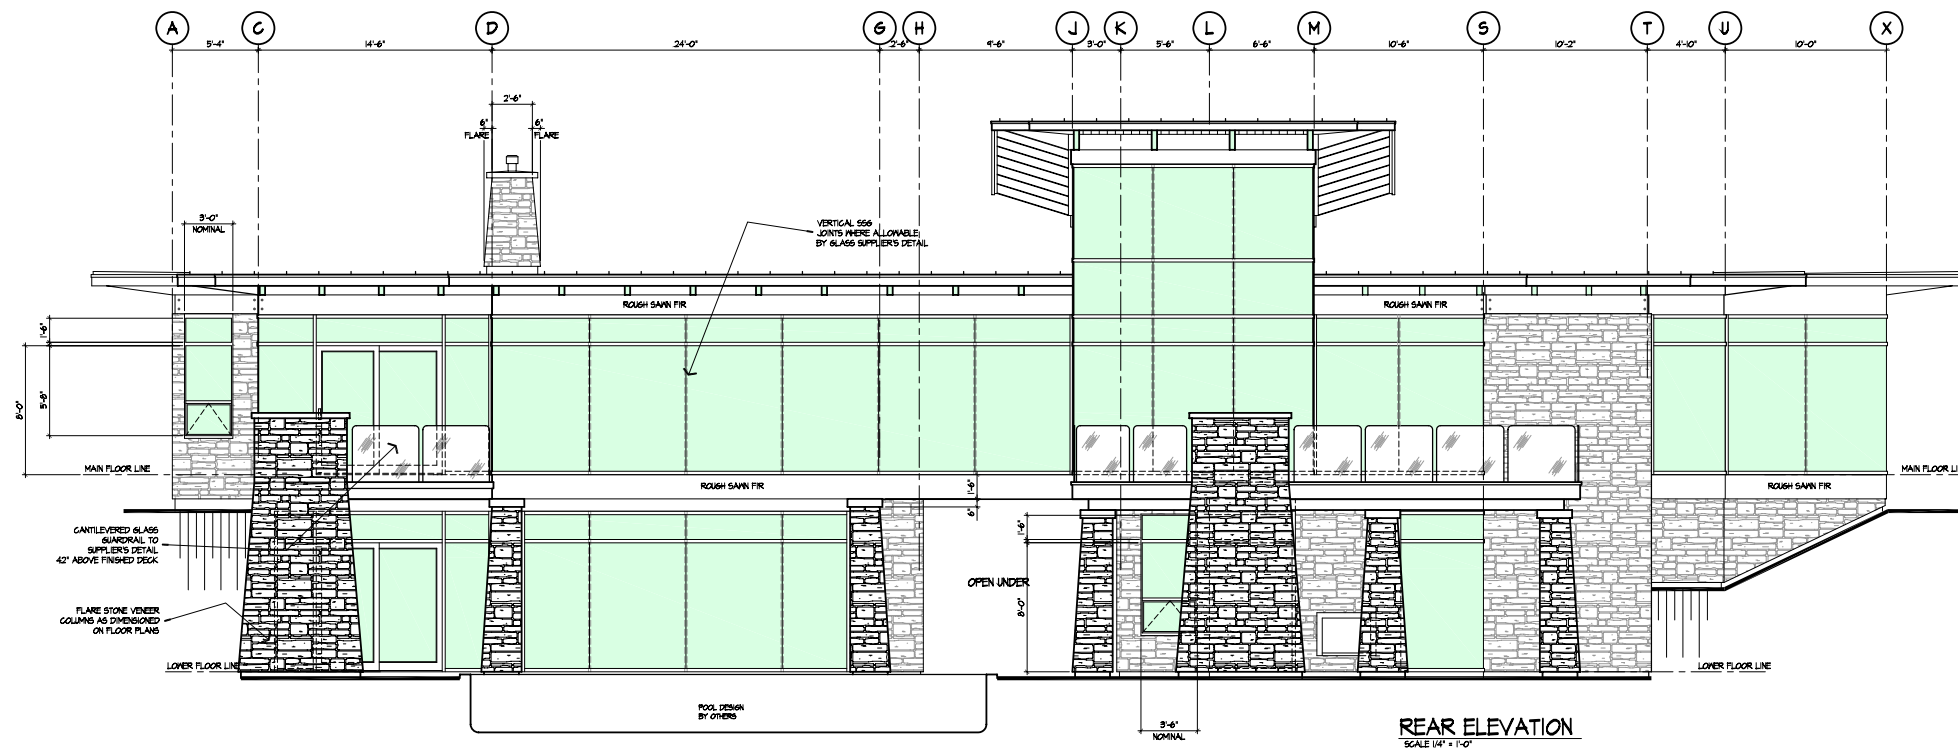 A C D G H J K L M S T U X
5'-4" 14'-6" 24'-0" 2'-6" 9'-6" 3'-0" 5'-6" 6'-6" 10'-6" 10'-2" 4'-10" 10'-0"
2'-6"
6" 6"
FLARE FLARE
3'-0"
NOMINAL
VERTICAL SSG
JOINTS WHERE ALLOWABLE
BY GLASS SUPPLIER'S DETAIL
ROUGH SAWN FIR
ROUGH SAWN FIR
1'-6"
5'-8"
8'-0"
MAIN FLOOR LINE
MAIN FLOOR LI
ROUGH SAWN FIR
ROUGH SAWN FIR
1'-6"
6"
CANTILEVERED GLASS
GUARDRAIL TO
SUPPLIER'S DETAIL
42" ABOVE FINISHED DECK
1'-6"
OPEN UNDER
8'-0"
FLARE STONE VENEER
COLUMNS AS DIMENSIONED
ON FLOOR PLANS
LOWER FLOOR LINE
LOWER FLOOR LINE
POOL DESIGN
BY OTHERS
3'-6"
NOMINAL
REAR ELEVATION
SCALE 1/4" = 1'-0"